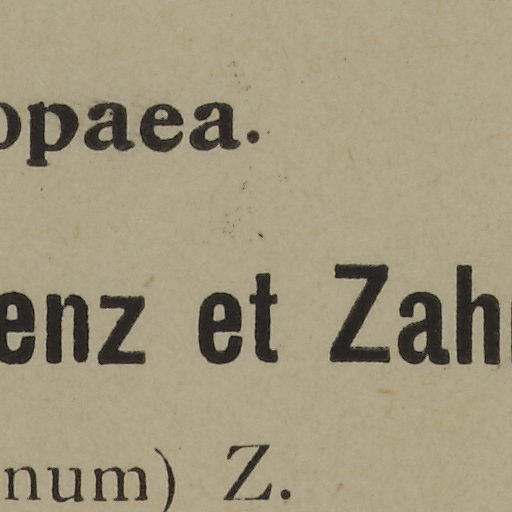 opaea.
enz et Zah
num) Z.